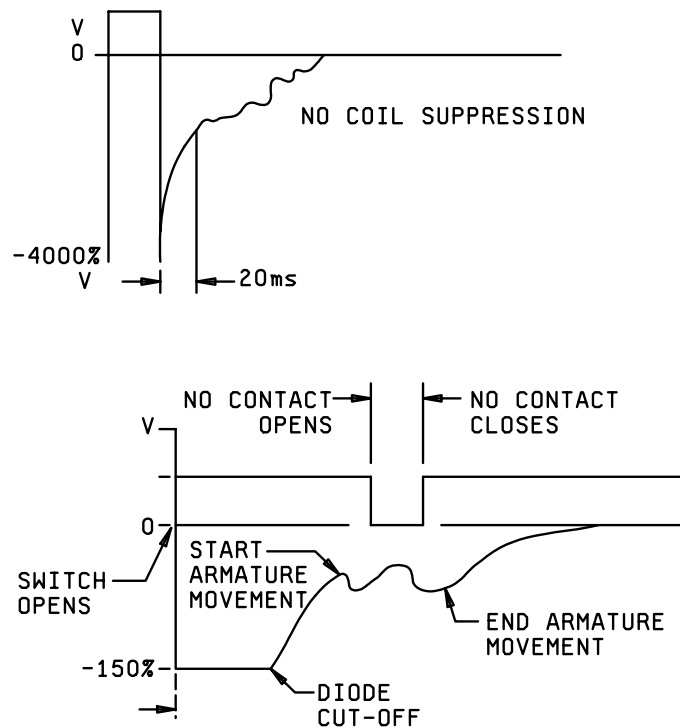 V
0
NO COIL SUPPRESSION
-4000%
V
20ms
NO CONTACT
OPENS
NO CONTACT
CLOSES
V
0
START
ARMATURE
MOVEMENT
SWITCH
OPENS
END ARMATURE
MOVEMENT
-150%
DIODE
CUT-OFF